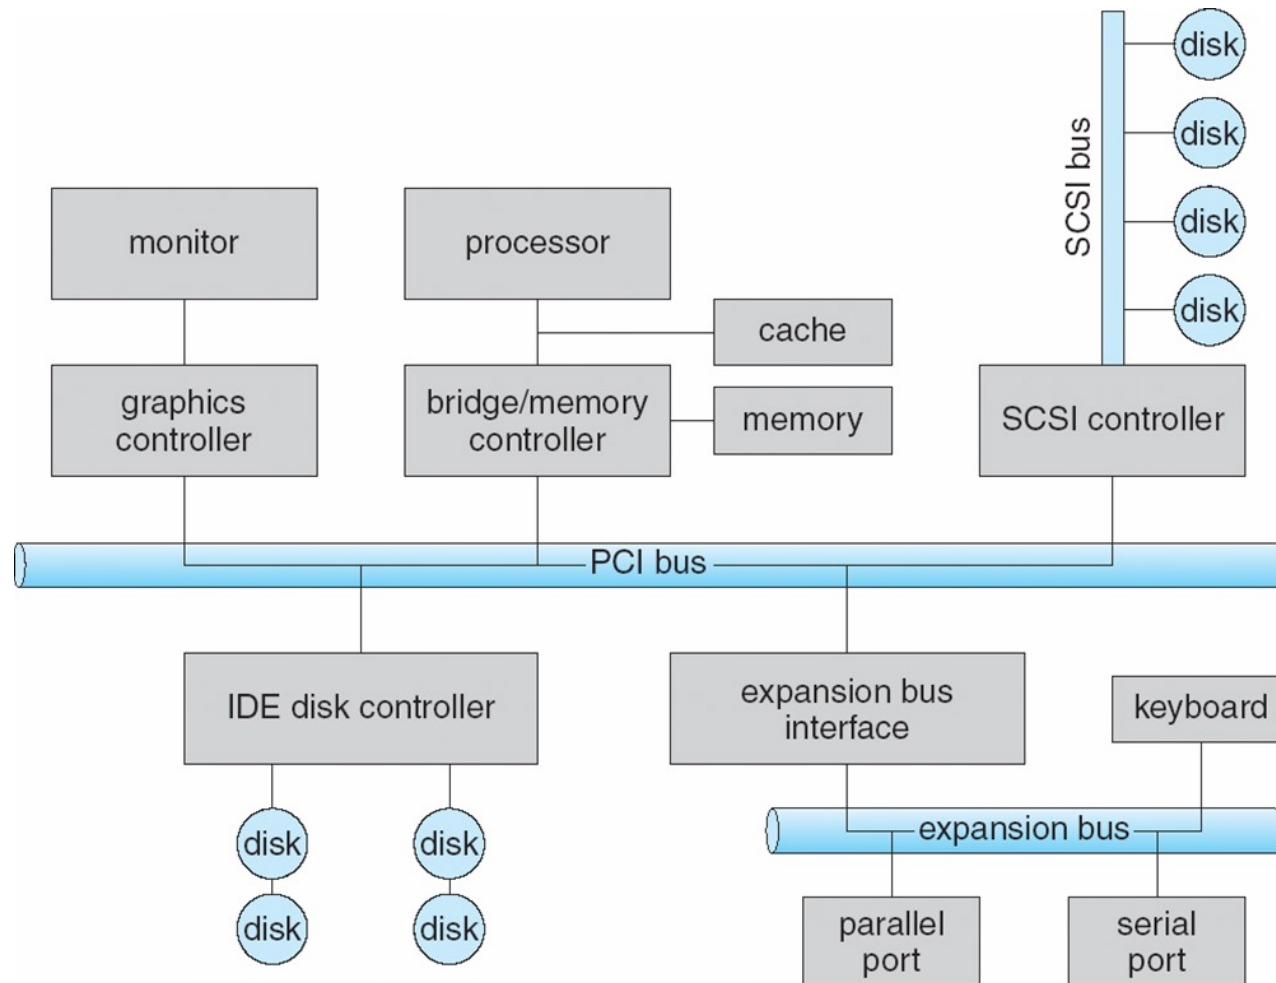 disk
disk
SCSI bus
disk
disk
monitor
processor
cache
graphics
controller
bridge/memory
controller
memory
SCSI controller
PCI bus
IDE disk controller
expansion bus
interface
keyboard
disk
disk
expansion bus
disk
disk
parallel
port
serial
port